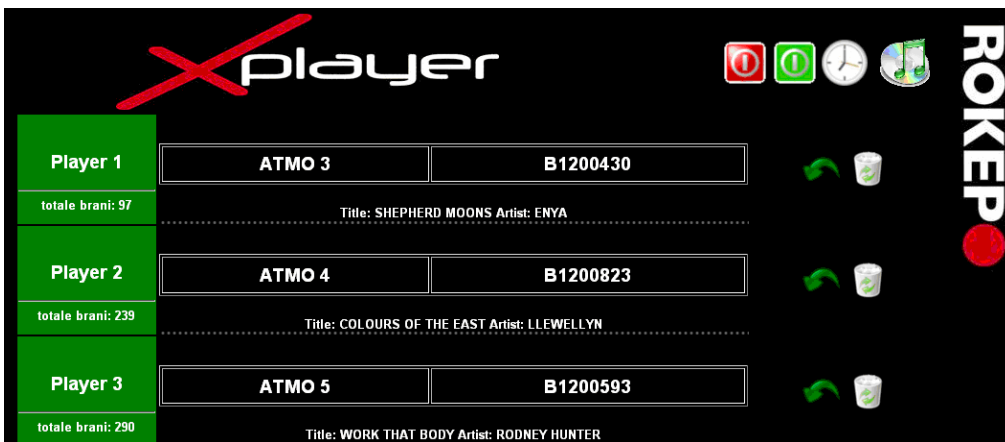 Xplayer
ROKEPO
Player 1
ATMO 3 B1200430
totale brani: 97
Title: SHEPHERD MOONS Artist: ENYA
Player 2
ATMO 4 B1200823
totale brani: 239
Title: COLOURS OF THE EAST Artist: LLEWELLYN
Player 3
ATMO 5 B1200593
totale brani: 290
Title: WORK THAT BODY Artist: RODNEY HUNTER